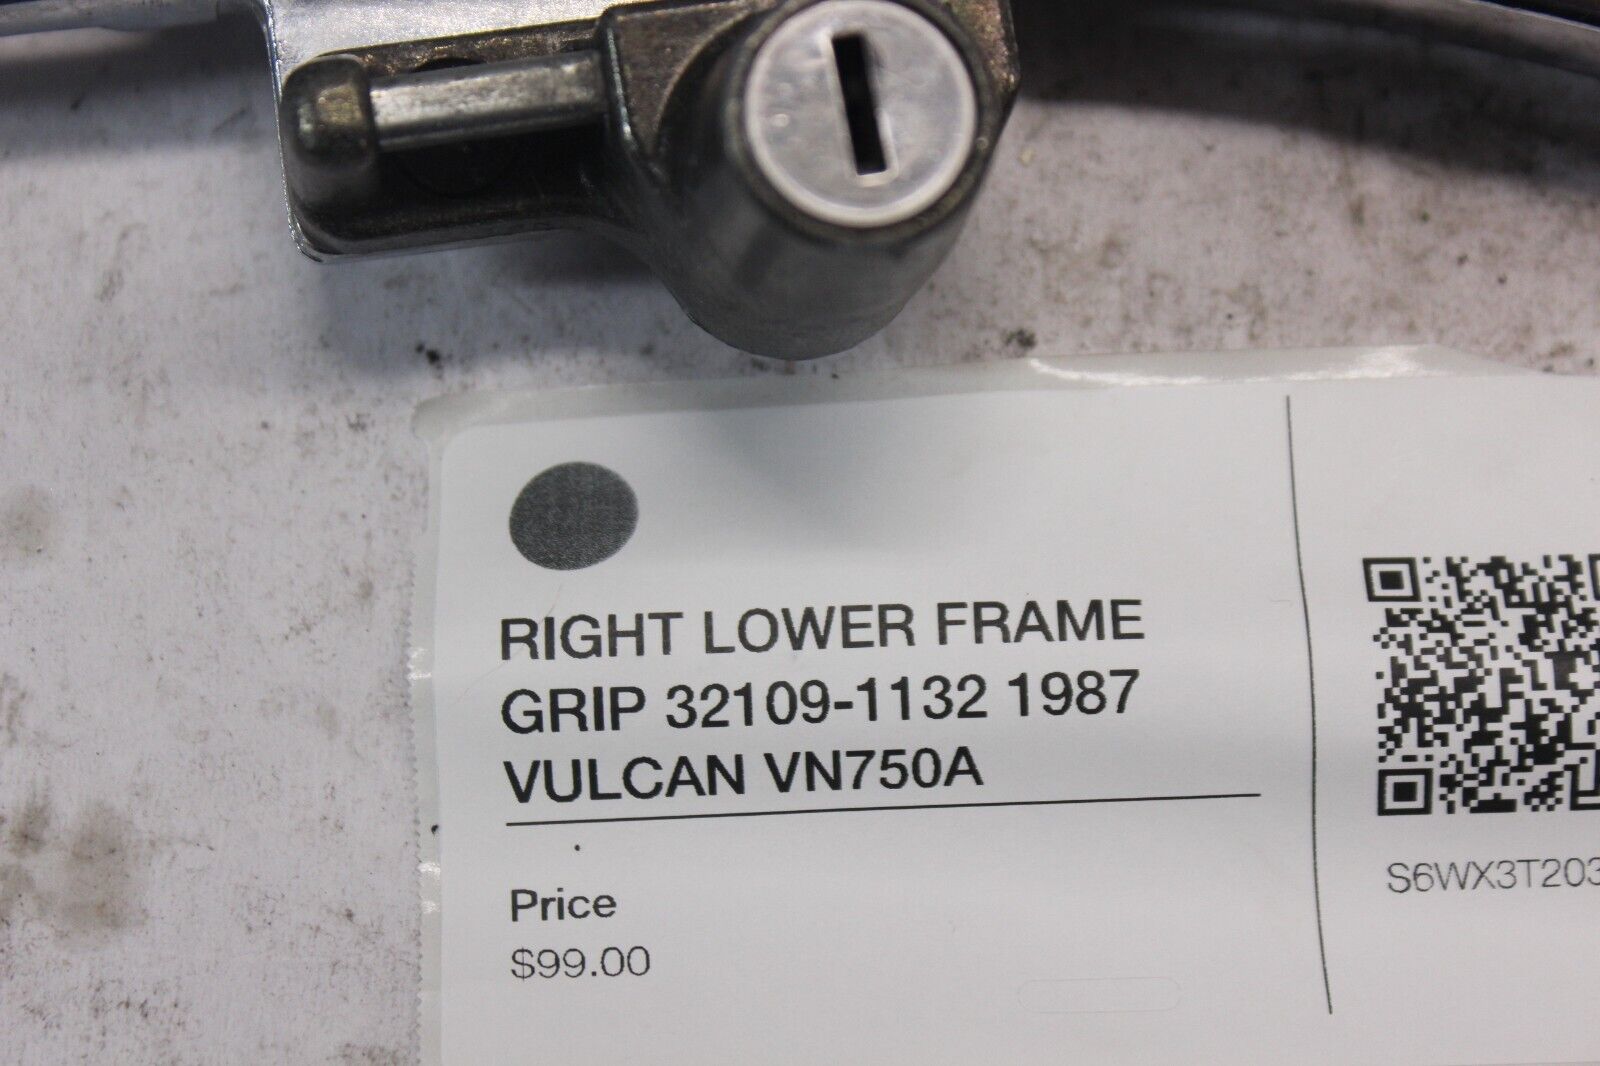 RIGHT LOWER FRAME
GRIP 32109-1132 1987
VULCAN VN750A
Price
$99.00
S6WX3T203